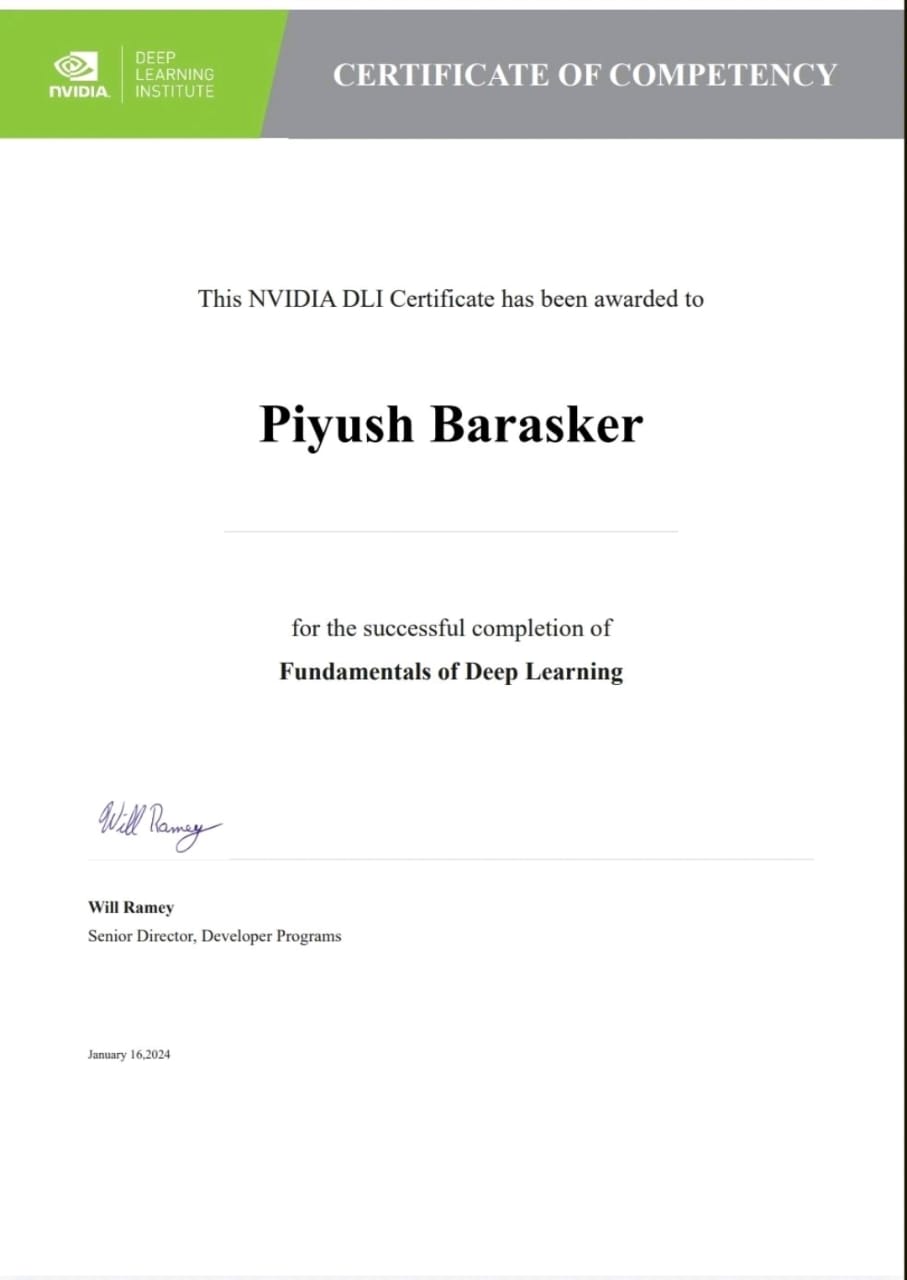 NVIDIA.
DEEP
LEARNING
INSTITUTE
CERTIFICATE OF COMPETENCY
This NVIDIA DLI Certificate has been awarded to
Piyush Barasker
for the successful completion of
Fundamentals of Deep Learning
Will Ramey
Will Ramey
Senior Director, Developer Programs
January 16,2024